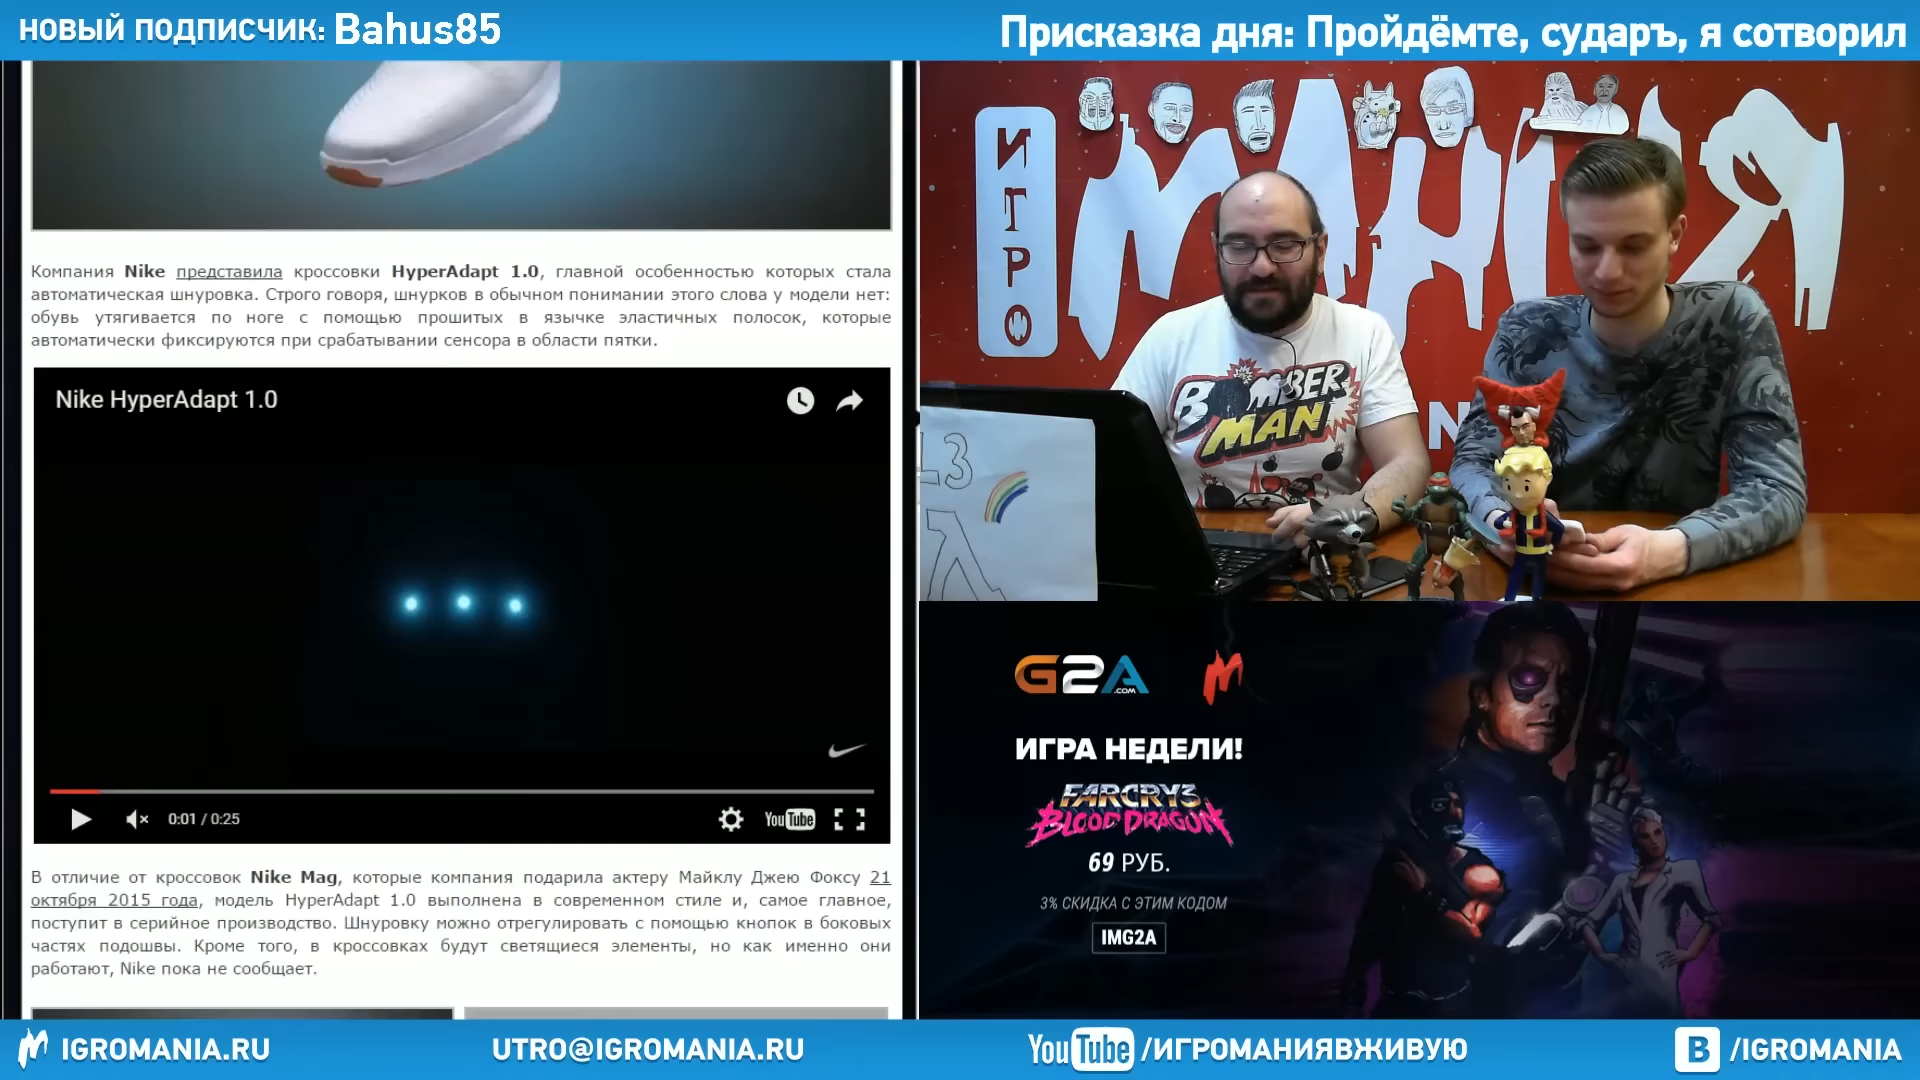 НОВЫЙ ПОДПИСЧИК: Bahus85
Присказка дня: Пройдёмте, сударъ, я сотворил
Компания Nike представила кроссовки HyperAdapt 1.0, главной особенностью которых стала
автоматическая шнуровка. Строго говоря, шнурков в обычном понимании этого слова у модели нет:
обувь утягивается по ноге с помощью прошитых в язычке эластичных полосок, которые
автоматически фиксируются при срабатывании сенсора в области пятки.
Nike HyperAdapt 1.0
0:01 / 0:25
YouTube
В отличие от кроссовок Nike Mag, которые компания подарила актеру Майклу Джею Фоксу 21
октября 2015 года, модель HyperAdapt 1.0 выполнена в современном стиле и, самое главное,
поступит в серийное производство. Шнуровку можно отрегулировать с помощью кнопок в боковых
частях подошвы. Кроме того, в кроссовках будут светящиеся элементы, но как именно они
работают, Nike пока не сообщает.
ИГРО
МАНИЯ
BOMBER
MAN
N
L3
G2A.COM
ИГРА НЕДЕЛИ!
FARCRY3
BLOOD DRAGON
69 РУБ.
3% СКИДКА С ЭТИМ КОДОМ
IMG2A
IGROMANIA.RU
UTRO@IGROMANIA.RU
YouTube /ИГРОМАНИЯВЖИВУЮ
В /IGROMANIA